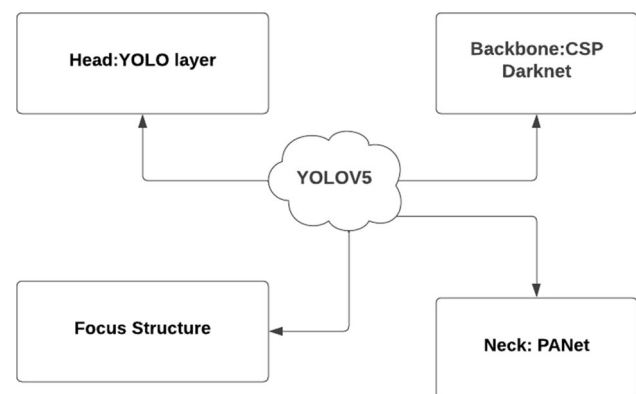 Head:YOLO layer
Backbone:CSP
Darknet
YOLOV5
Focus Structure
Neck: PANet